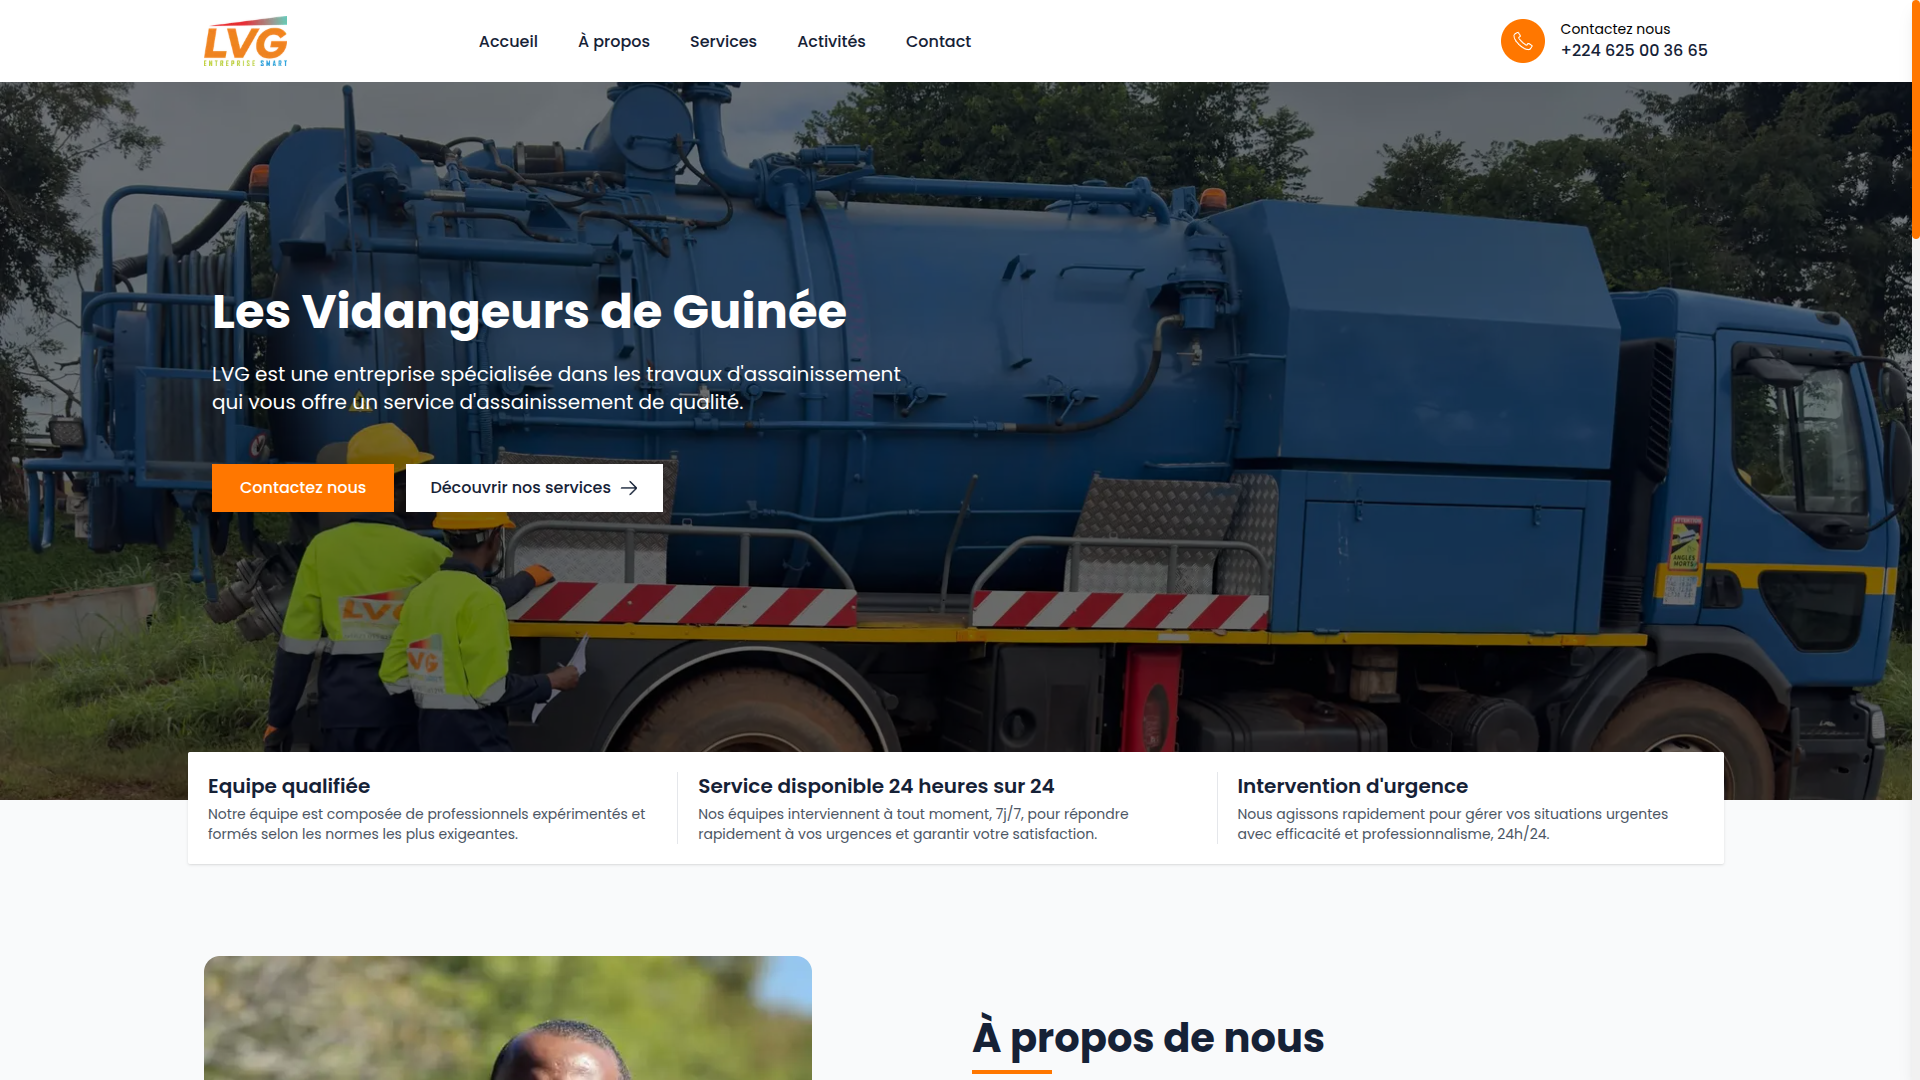 LVG
ENTREPRISE SMART
Accueil
À propos
Services
Activités
Contact
Contactez nous
+224 625 00 36 65
Les Vidangeurs de Guinée
LVG est une entreprise spécialisée dans les travaux d'assainissement
qui vous offre un service d'assainissement de qualité.
Contactez nous
Découvrir nos services
LVG
VG
ANGLES
MORTS
Equipe qualifiée
Notre équipe est composée de professionnels expérimentés et
formés selon les normes les plus exigeantes.
Service disponible 24 heures sur 24
Nos équipes interviennent à tout moment, 7j/7, pour répondre
rapidement à vos urgences et garantir votre satisfaction.
Intervention d'urgence
Nous agissons rapidement pour gérer vos situations urgentes
avec efficacité et professionnalisme, 24h/24.
À propos de nous